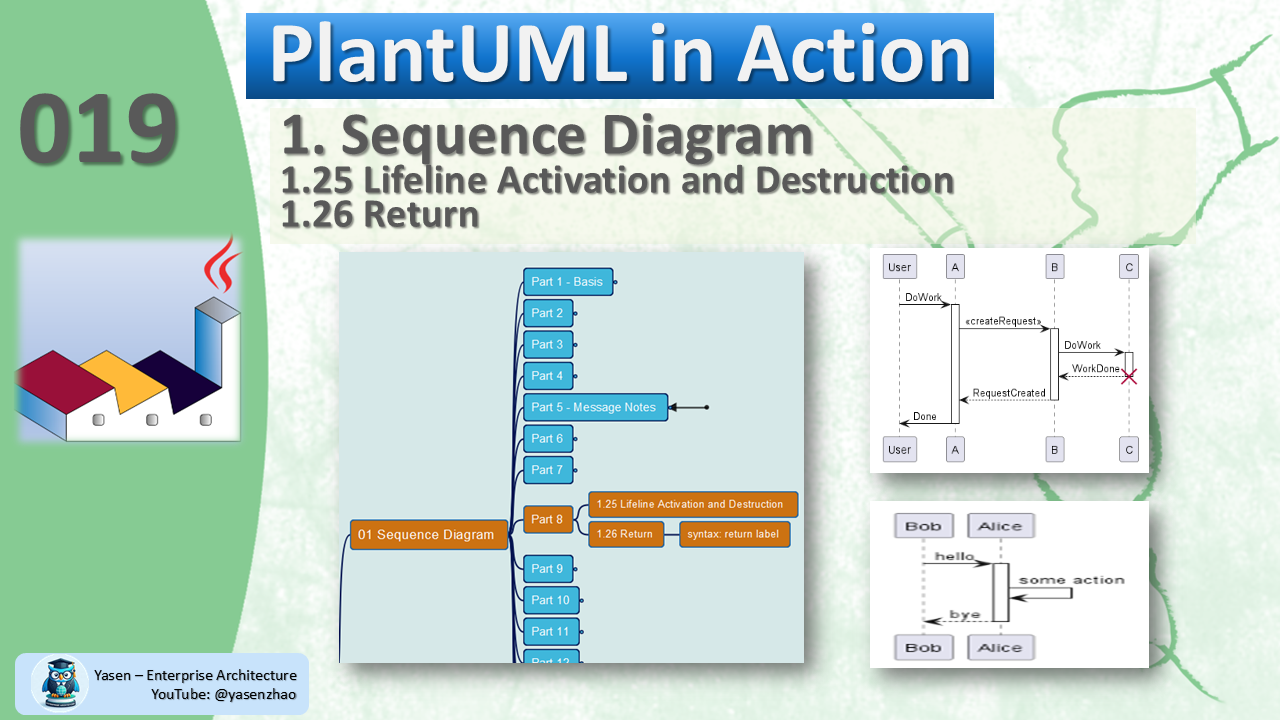 PlantUML in Action
019
1. Sequence Diagram
1.25 Lifeline Activation and Destruction
1.26 Return
Part 1 - Basis
Part 2
Part 3
Part 4
Part 5 - Message Notes
Part 6
Part 7
01 Sequence Diagram
Part 8
1.25 Lifeline Activation and Destruction
1.26 Return
syntax: return label
Part 9
Part 10
Part 11
Part 12
User A B C
DoWork
«createRequest»
DoWork
WorkDone
RequestCreated
Done
User A B C
Bob Alice
hello
some action
bye
Bob Alice
Yasen – Enterprise Architecture
YouTube: @yasenzhao